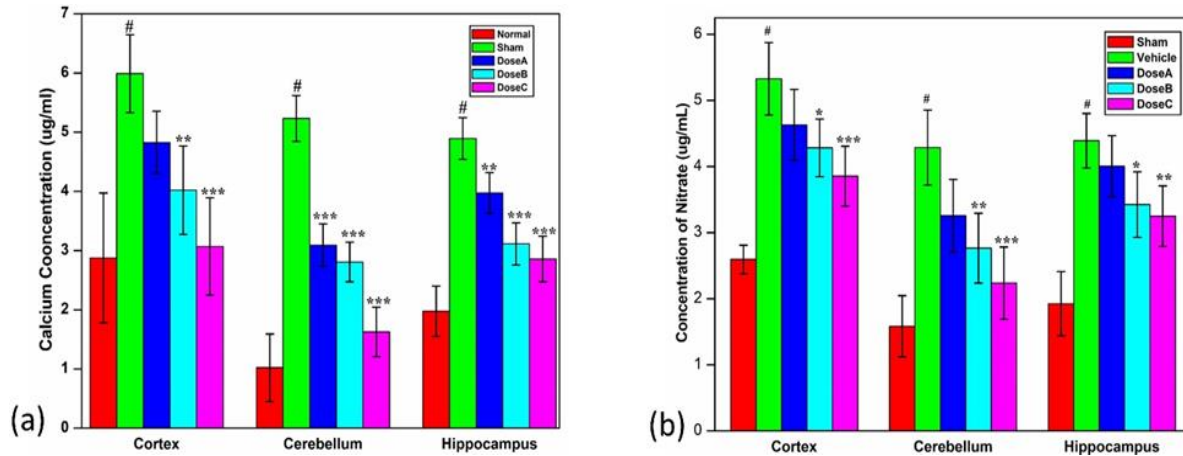 7
6
5
4
3
2
1
0
Calcium Cooncentration (ug/ml)
# ** ***
# *** *** ***
# ** *** ***
Normal
Sham
DoseA
DoseB
DoseC
Cortex Cerebellum Hippocampus
(a)
6
5
4
3
2
1
0
Concentration of Nitrate (ug/mL)
# * ***
# ** ***
# * **
Sham
Vehicle
DoseA
DoseB
DoseC
Cortex Cerebellum Hippocampus
(b)